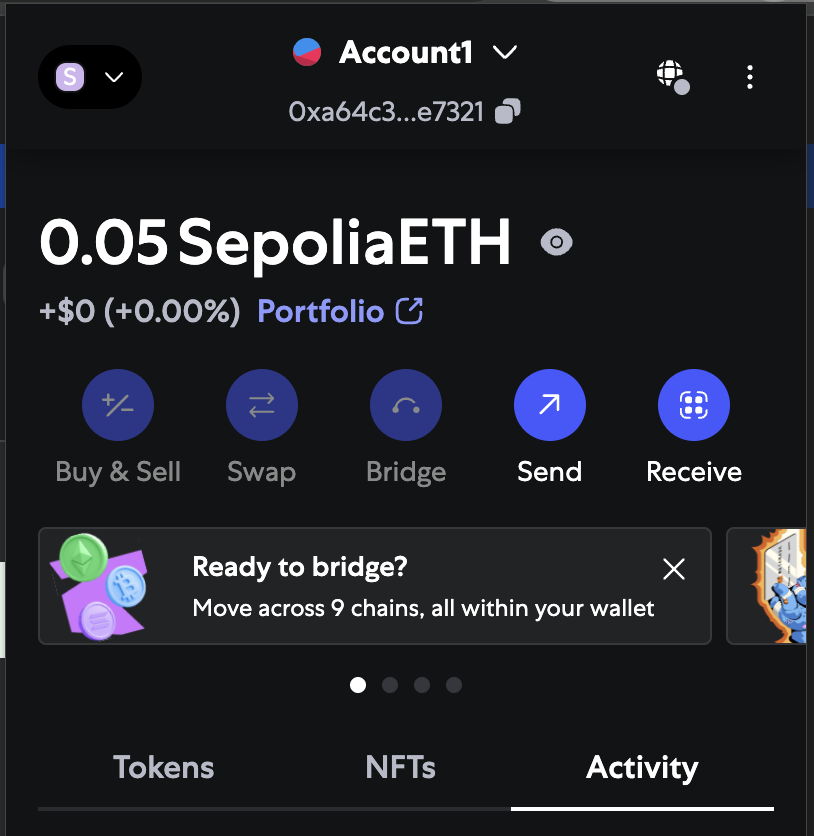 S
Account1
0xa64c3...e7321
0.05 SepoliaETH
+$0 (+0.00%) Portfolio
Buy & Sell
Swap
Bridge
Send
Receive
Ready to bridge?
Move across 9 chains, all within your wallet
Tokens
NFTs
Activity